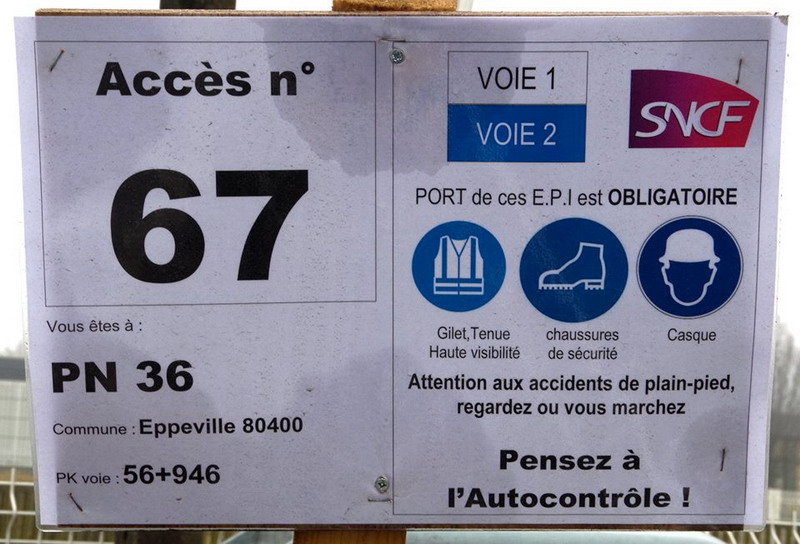 Accès n°
67
Vous êtes à :
PN 36
Commune : Eppeville 80400
PK voie : 56+946
VOIE 1
VOIE 2
SNCF
PORT de ces E.P.I est OBLIGATOIRE
Gilet,Tenue
Haute visibilité
chaussures
de sécurité
Casque
Attention aux accidents de plain-pied,
regardez ou vous marchez
Pensez à
l'Autocontrôle !